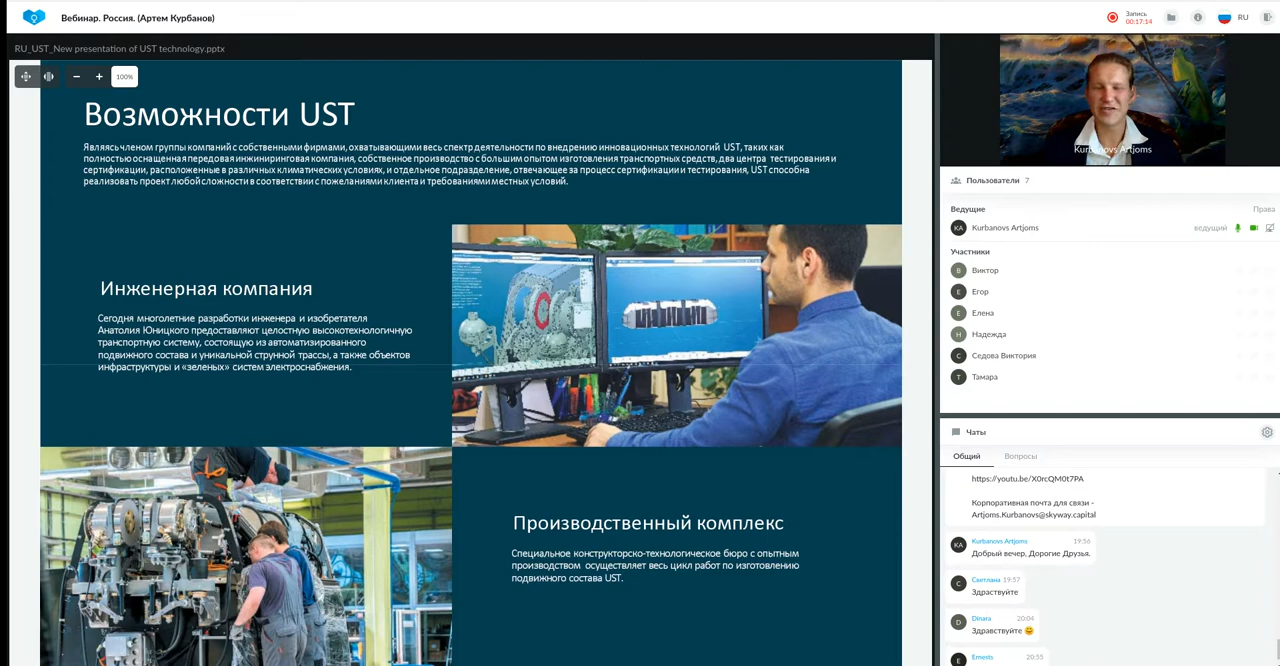 Вебинар. Россия. (Артем Курбанов)
Запись
00:17:14
RU
RU_UST_New presentation of UST technology.pptx
100%
Возможности UST
Являясь членом группы компаний с собственными фирмами, охватывающими весь спектр деятельности по внедрению инновационных технологий UST, таких как
полностью оснащенная передовая инжиниринговая компания, собственное производство с большим опытом изготовления транспортных средств, два центра тестирования и
сертификации, расположенные в различных климатических условиях, и отдельное подразделение, отвечающее за процесс сертификации и тестирования, UST способна
реализовать проект любой сложности в соответствии с пожеланиями клиента и требованиями местных условий.
Инженерная компания
Сегодня многолетние разработки инженера и изобретателя
Анатолия Юницкого предоставляют целостную высокотехнологичную
транспортную систему, состоящую из автоматизированного
подвижного состава и уникальной струнной трассы, а также объектов
инфраструктуры и «зеленых» систем электроснабжения.
Производственный комплекс
Специальное конструкторско-технологическое бюро с опытным
производством осуществляет весь цикл работ по изготовлению
подвижного состава UST.
Kurbanovs Artjoms
Пользователи 7
Ведущие Права
KA Kurbanovs Artjoms ведущий
Участники
В Виктор
Е Егор
Е Елена
Н Надежда
С Седова Виктория
Т Тамара
Чаты
Общий Вопросы
https://youtu.be/X0rcQM0t7PA
Корпоративная почта для связи -
Artjoms.Kurbanovs@skyway.capital
KA Kurbanovs Artjoms 19:56
Добрый вечер, Дорогие Друзья.
С Светлана 19:57
Здраствуйте
D Dinara 20:04
Здравствуйте 😊
E Ernests 20:55